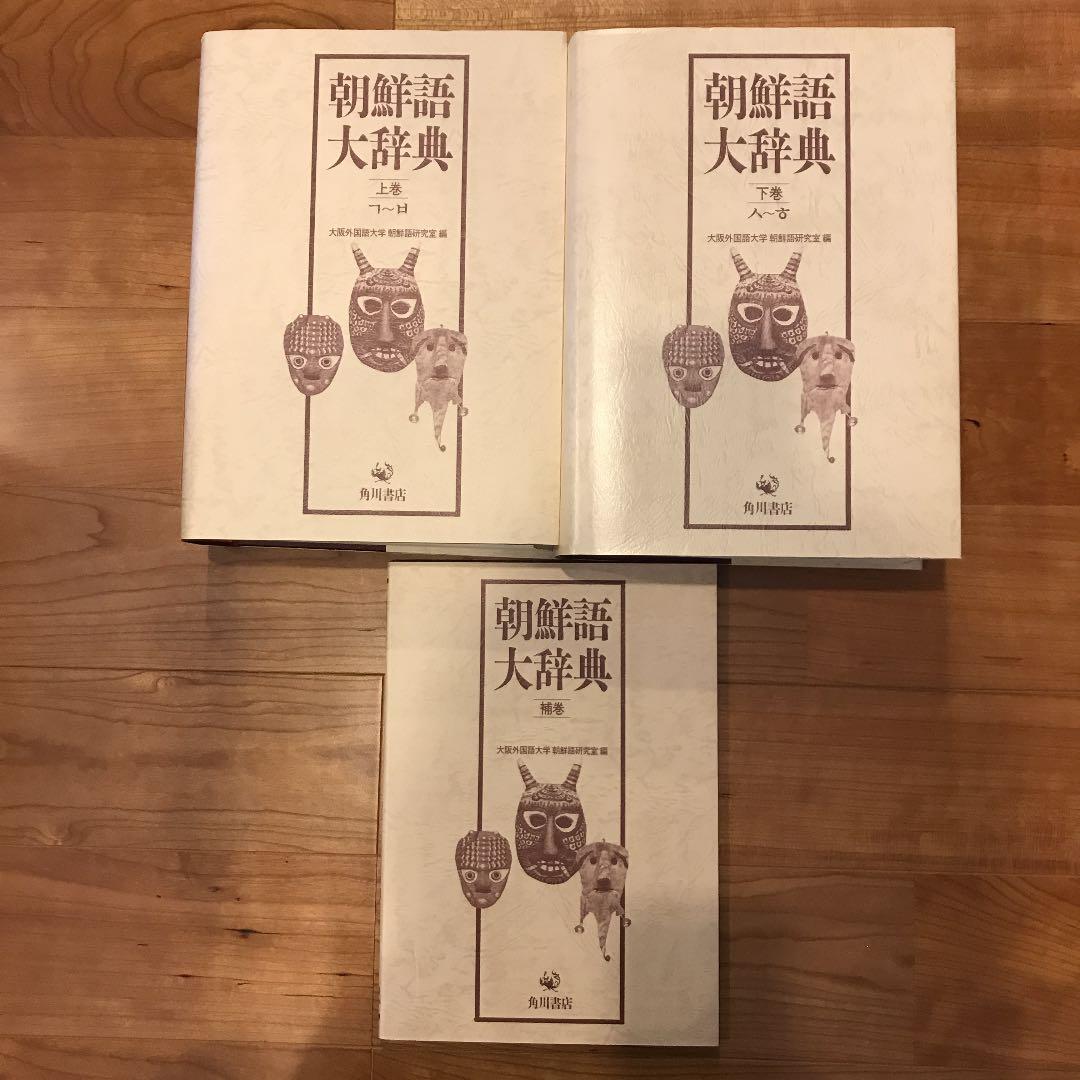 朝鮮語
大辞典
上巻
ㄱ~ㅂ
大阪外国語大学 朝鮮語研究室 編
角川書店
朝鮮語
大辞典
下巻
ㅅ~ㅎ
大阪外国語大学 朝鮮語研究室 編
角川書店
朝鮮語
大辞典
補巻
大阪外国語大学 朝鮮語研究室 編
角川書店